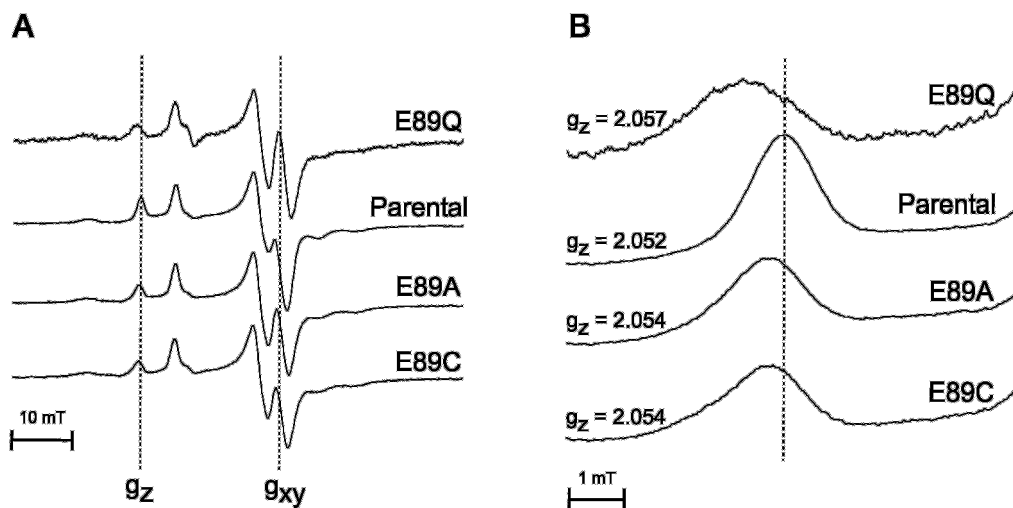 A
E89Q
Parental
E89A
E89C
10 mT
gz
gxy
B
E89Q
gz = 2.057
Parental
gz = 2.052
E89A
gz = 2.054
E89C
gz = 2.054
1 mT